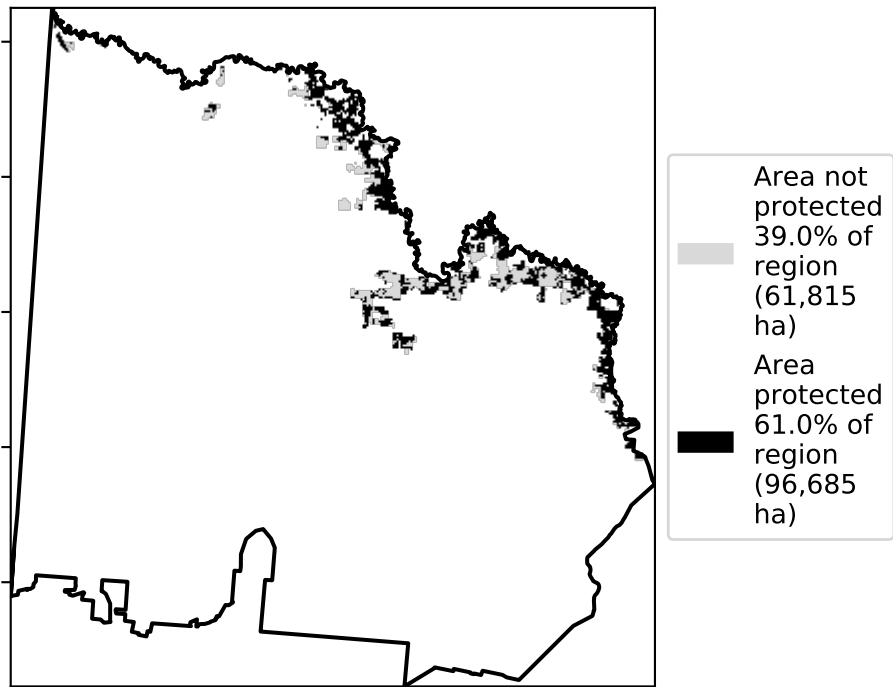 Area not
protected
39.0% of
region
(61,815
ha)
Area
protected
61.0% of
region
(96,685
ha)